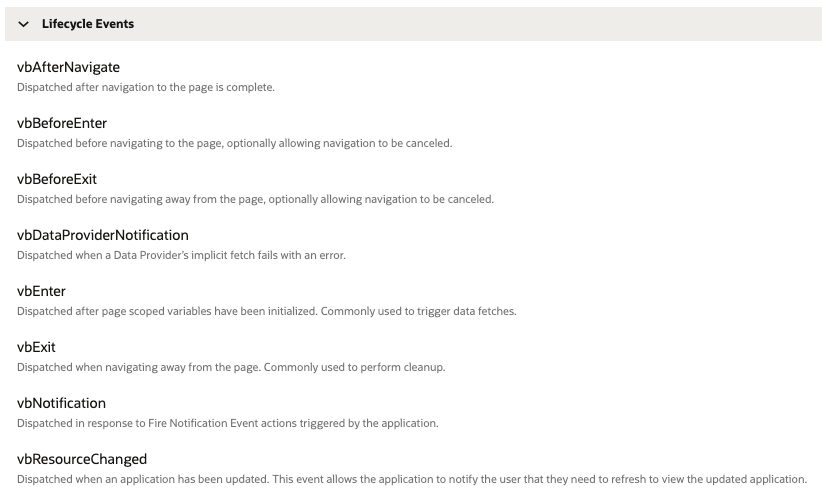 Lifecycle Events
vbAfterNavigate
Dispatched after navigation to the page is complete.
vbBeforeEnter
Dispatched before navigating to the page, optionally allowing navigation to be canceled.
vbBeforeExit
Dispatched before navigating away from the page, optionally allowing navigation to be canceled.
vbDataProviderNotification
Dispatched when a Data Provider's implicit fetch fails with an error.
vbEnter
Dispatched after page scoped variables have been initialized. Commonly used to trigger data fetches.
vbExit
Dispatched when navigating away from the page. Commonly used to perform cleanup.
vbNotification
Dispatched in response to Fire Notification Event actions triggered by the application.
vbResourceChanged
Dispatched when an application has been updated. This event allows the application to notify the user that they need to refresh to view the updated application.